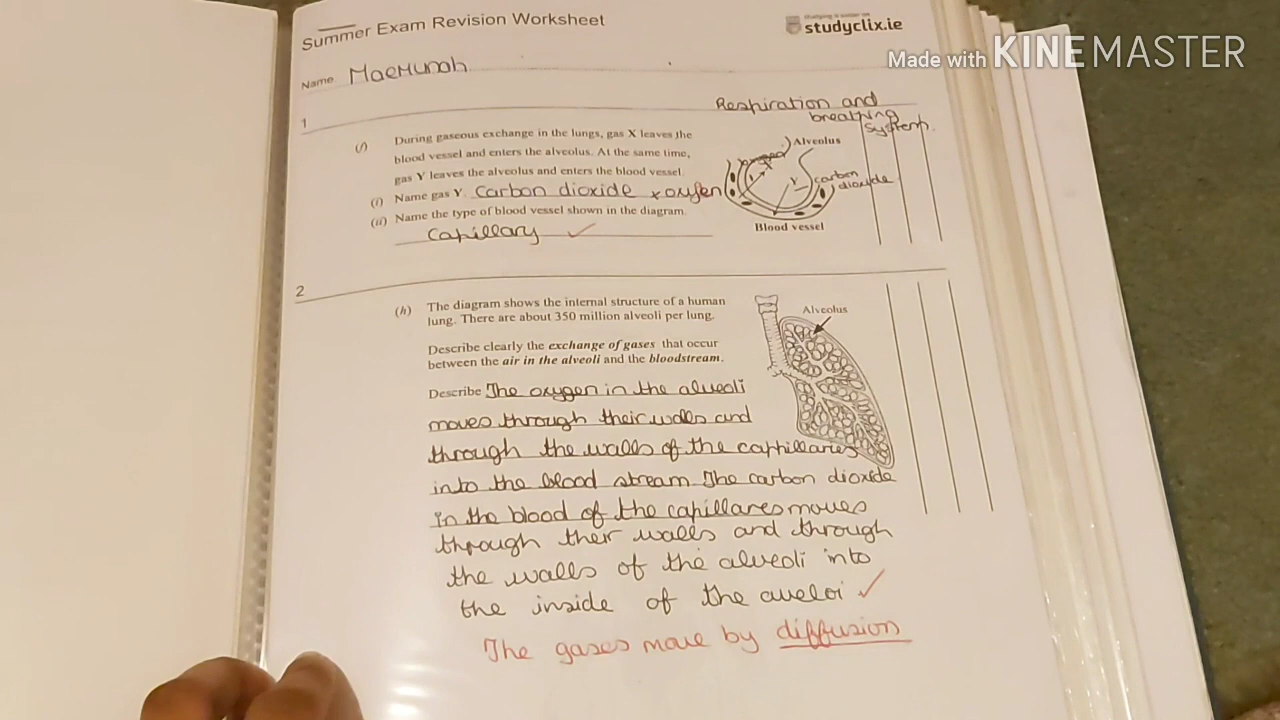 Summer Exam Revision Worksheet
studyclix.ie
Made with KINEMASTER
Name Maemunah
Respiration and
breathing
system.
1
(f) During gaseous exchange in the lungs, gas X leaves the
blood vessel and enters the alveolus. At the same time,
gas Y leaves the alveolus and enters the blood vessel.
(i) Name gas Y. Carbon dioxide x oxygen
(ii) Name the type of blood vessel shown in the diagram.
Capillary ✓
Alveolus
X
Y
carbon
dioxide
Blood vessel
2
(h) The diagram shows the internal structure of a human
lung. There are about 350 million alveoli per lung.
Describe clearly the exchange of gases that occur
between the air in the alveoli and the bloodstream.
Alveolus
Describe The oxygen in the alveoli
moves through their walls and
through the walls of the caphillaries
into the blood stream The carbon dioxide
in the blood of the capillares moves
through their walls and through
the walls of the alveoli into
the inside of the aveloi ✓
The gases move by diffusion